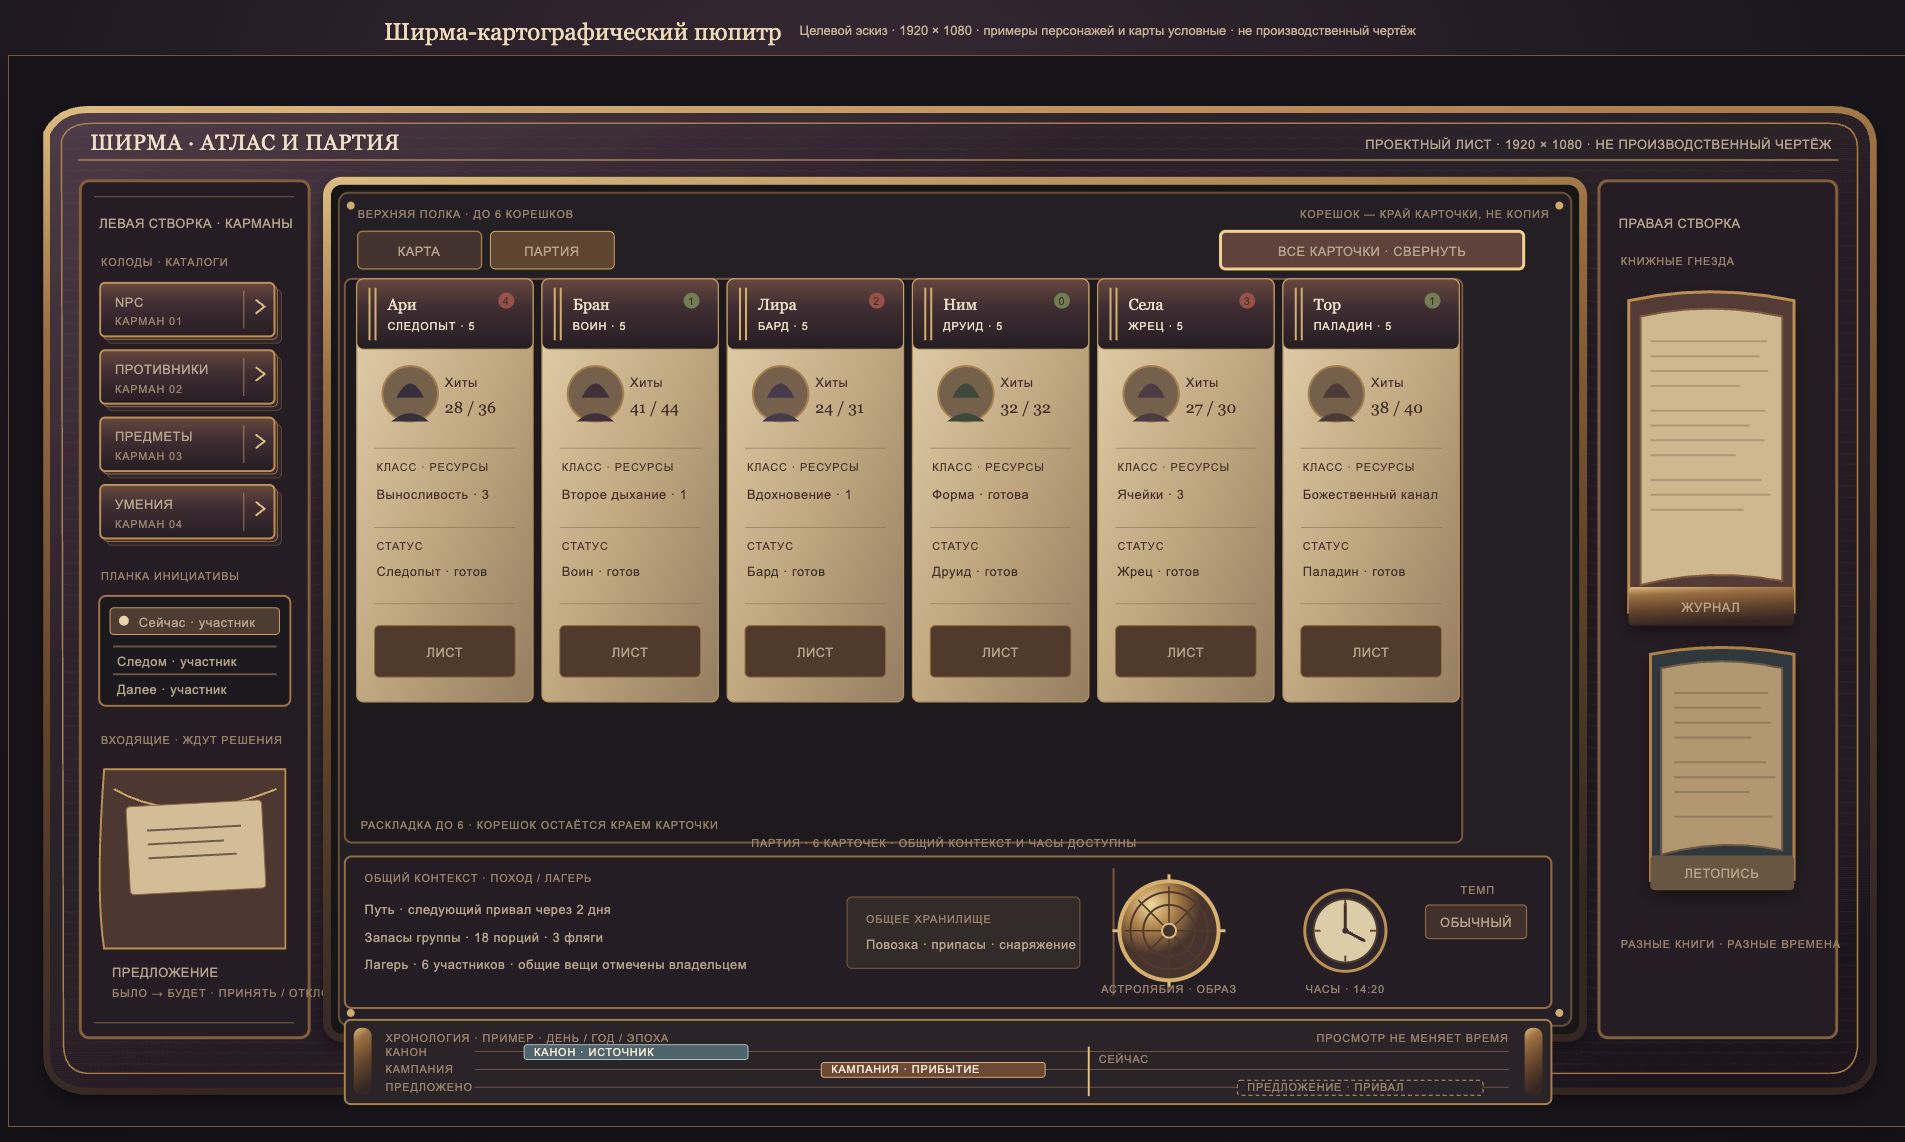 Ширма-картографический пюпитр
Целевой эскиз · 1920 × 1080 · примеры персонажей и карты условные · не производственный чертёж
ШИРМА · АТЛАС И ПАРТИЯ
ПРОЕКТНЫЙ ЛИСТ · 1920 × 1080 · НЕ ПРОИЗВОДСТВЕННЫЙ ЧЕРТЁЖ
ЛЕВАЯ СТВОРКА · КАРМАНЫ
КОЛОДЫ · КАТАЛОГИ
NPC
КАРМАН 01
ПРОТИВНИКИ
КАРМАН 02
ПРЕДМЕТЫ
КАРМАН 03
УМЕНИЯ
КАРМАН 04
ПЛАНКА ИНИЦИАТИВЫ
Сейчас · участник
Следом · участник
Далее · участник
ВХОДЯЩИЕ · ЖДУТ РЕШЕНИЯ
ПРЕДЛОЖЕНИЕ
БЫЛО → БУДЕТ · ПРИНЯТЬ / ОТКЛ
ВЕРХНЯЯ ПОЛКА · ДО 6 КОРЕШКОВ
КОРЕШОК — КРАЙ КАРТОЧКИ, НЕ КОПИЯ
КАРТА
ПАРТИЯ
ВСЕ КАРТОЧКИ · СВЕРНУТЬ
Ари
4
СЛЕДОПЫТ · 5
Хиты
28 / 36
КЛАСС · РЕСУРСЫ
Выносливость · 3
СТАТУС
Следопыт · готов
ЛИСТ
Бран
1
ВОИН · 5
Хиты
41 / 44
КЛАСС · РЕСУРСЫ
Второе дыхание · 1
СТАТУС
Воин · готов
ЛИСТ
Лира
2
БАРД · 5
Хиты
24 / 31
КЛАСС · РЕСУРСЫ
Вдохновение · 1
СТАТУС
Бард · готов
ЛИСТ
Ним
0
ДРУИД · 5
Хиты
32 / 32
КЛАСС · РЕСУРСЫ
Форма · готова
СТАТУС
Друид · готов
ЛИСТ
Села
3
ЖРЕЦ · 5
Хиты
27 / 30
КЛАСС · РЕСУРСЫ
Ячейки · 3
СТАТУС
Жрец · готов
ЛИСТ
Тор
1
ПАЛАДИН · 5
Хиты
38 / 40
КЛАСС · РЕСУРСЫ
Божественный канал
СТАТУС
Паладин · готов
ЛИСТ
РАСКЛАДКА ДО 6 · КОРЕШОК ОСТАЁТСЯ КРАЕМ КАРТОЧКИ
ПАРТИЯ · 6 КАРТОЧЕК · ОБЩИЙ КОНТЕКСТ И ЧАСЫ ДОСТУПНЫ
ОБЩИЙ КОНТЕКСТ · ПОХОД / ЛАГЕРЬ
Путь · следующий привал через 2 дня
Запасы группы · 18 порций · 3 фляги
Лагерь · 6 участников · общие вещи отмечены владельцем
ОБЩЕЕ ХРАНИЛИЩЕ
Повозка · припасы · снаряжение
АСТРОЛЯБИЯ · ОБРАЗ
ЧАСЫ · 14:20
ТЕМП
ОБЫЧНЫЙ
ХРОНОЛОГИЯ · ПРИМЕР · ДЕНЬ / ГОД / ЭПОХА
ПРОСМОТР НЕ МЕНЯЕТ ВРЕМЯ
КАНОН
КАНОН · ИСТОЧНИК
СЕЙЧАС
КАМПАНИЯ
КАМПАНИЯ · ПРИБЫТИЕ
ПРЕДЛОЖЕНО
ПРЕДЛОЖЕНИЕ · ПРИВАЛ
ПРАВАЯ СТВОРКА
КНИЖНЫЕ ГНЕЗДА
ЖУРНАЛ
ЛЕТОПИСЬ
РАЗНЫЕ КНИГИ · РАЗНЫЕ ВРЕМЕНА